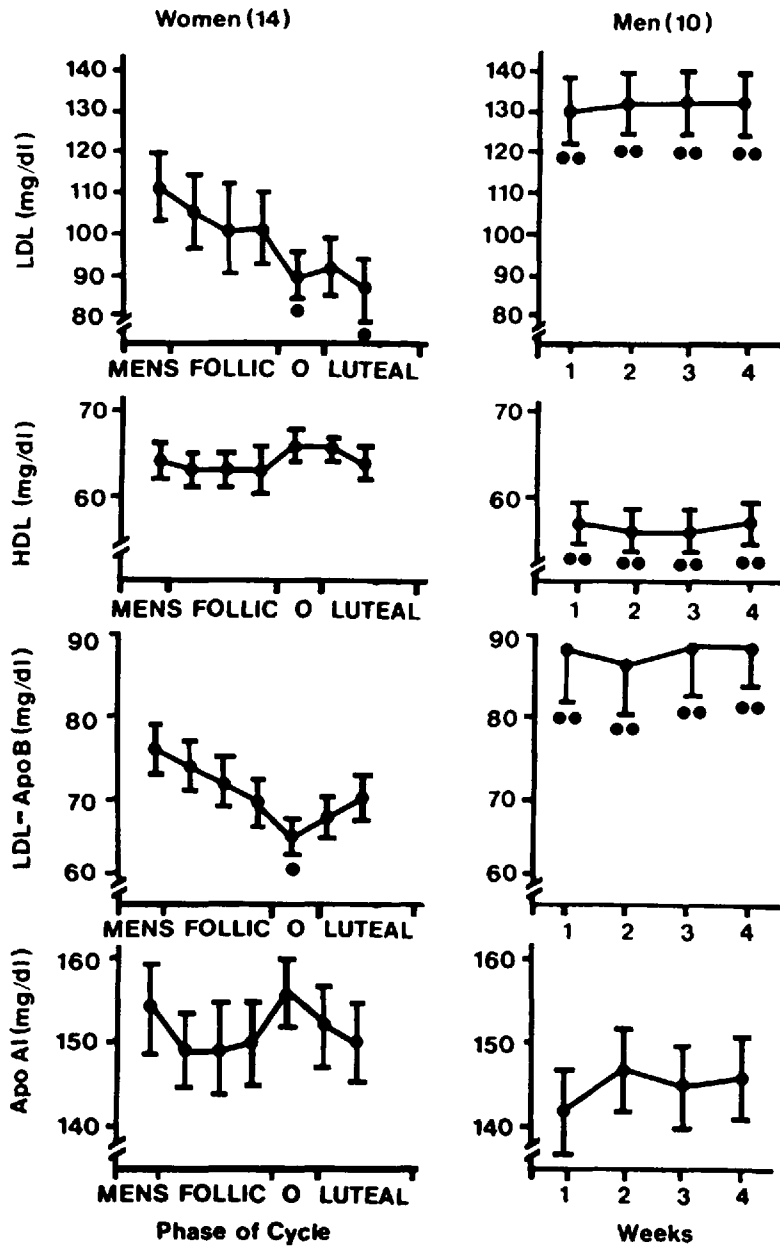 Women (14)
Men (10)
LDL (mg/dl)
140
130
120
110
100
90
80
MENS FOLLIC O LUTEAL
140
130
120
110
100
90
80
1 2 3 4
HDL (mg/dl)
70
60
MENS FOLLIC O LUTEAL
70
60
1 2 3 4
LDL-ApoB (mg/dl)
90
80
70
60
MENS FOLLIC O LUTEAL
90
80
70
60
1 2 3 4
Apo AI (mg/dl)
160
150
140
MENS FOLLIC O LUTEAL
Phase of Cycle
160
150
140
1 2 3 4
Weeks